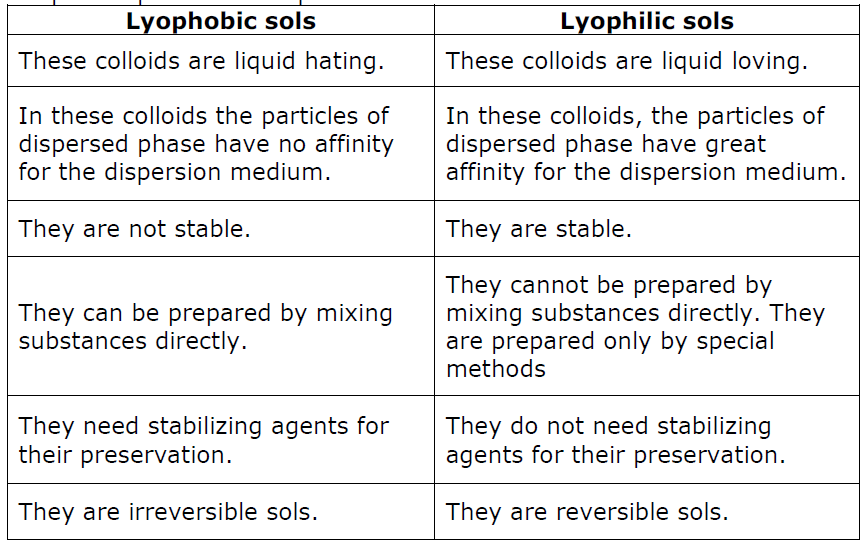 Lyophobic sols
Lyophilic sols
These colloids are liquid hating.
These colloids are liquid loving.
In these colloids the particles of
dispersed phase have no affinity
for the dispersion medium.
In these colloids, the particles of
dispersed phase have great
affinity for the dispersion medium.
They are not stable.
They are stable.
They can be prepared by mixing
substances directly.
They cannot be prepared by
mixing substances directly. They
are prepared only by special
methods
They need stabilizing agents for
their preservation.
They do not need stabilizing
agents for their preservation.
They are irreversible sols.
They are reversible sols.